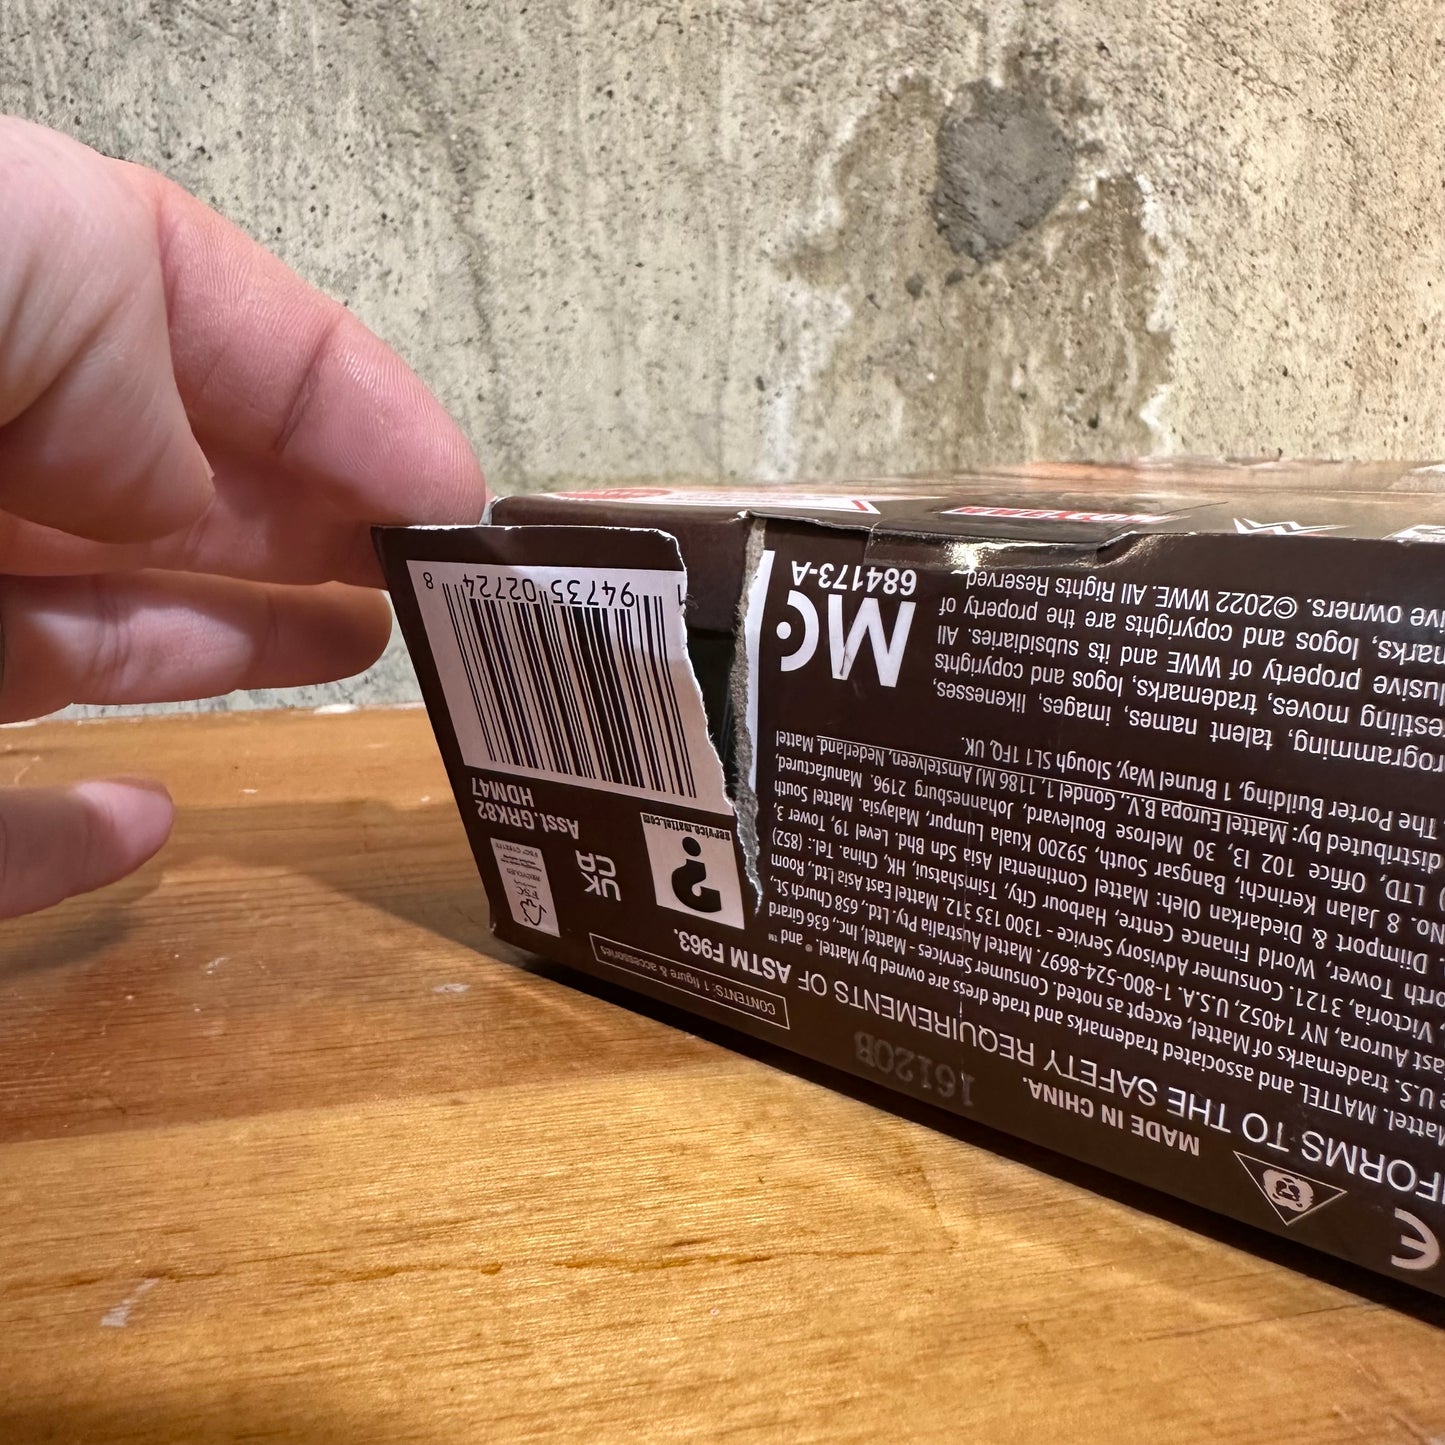 MADE IN CHINA.
16120B
FORMS TO THE SAFETY REQUIREMENTS OF ASTM F963.
CONTENTS: 1 figure & accessories
Mattel. MATTEL and associated trademarks and trade dress are owned by Mattel. ® and ™
U.S. trademarks of Mattel, except as noted. Consumer Services - Mattel, Inc., 636 Girard
ast Aurora, NY 14052, U.S.A. 1-800-524-8697. Mattel Australia Pty. Ltd., 658 Church St.,
Victoria, 3121. Consumer Advisory Service - 1300 135 312. Mattel East Asia Ltd., Room
orth Tower, World Finance Centre, Harbour City, Tsimshatsui, HK, China. Tel.: (852)
Diimport & Diedarkan Oleh: Mattel Continental Asia Sdn Bhd. Level 19, Tower 3,
No. 8 Jalan Kerinchi, Bangsar South, 59200 Kuala Lumpur, Malaysia. Mattel South
) LTD, Office 102 I3, 30 Melrose Boulevard, Johannesburg 2196. Manufactured,
distributed by: Mattel Europa B.V., Gondel 1, 1186 MJ Amstelveen, Nederland. Mattel
The Porter Building, 1 Brunel Way, Slough SL1 1FQ, UK.
rogramming, talent names, images, likenesses,
restling moves, trademarks, logos and copyrights
lusive property of WWE and its subsidiaries. All
marks, logos and copyrights are the property of
ive owners. ©2022 WWE. All Rights Reserved
MC
684173-A
?
service.mattel.com
UK
CA
FSC
RECYCLED
Asst.GRK82
HDM47
1 94735 02724 8